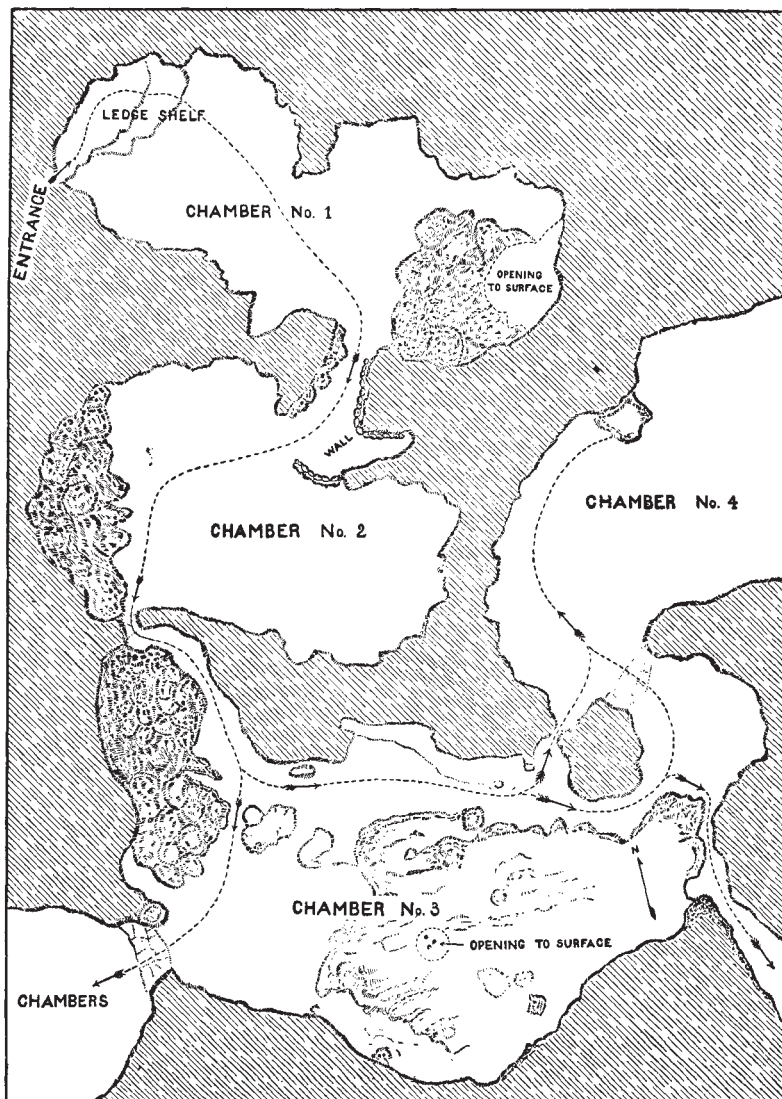 LEDGE SHELF
ENTRANCE
CHAMBER No. 1
OPENING
TO SURFACE
WALL
CHAMBER No. 2
CHAMBER No. 4
N
CHAMBER No. 3
OPENING TO SURFACE
CHAMBERS